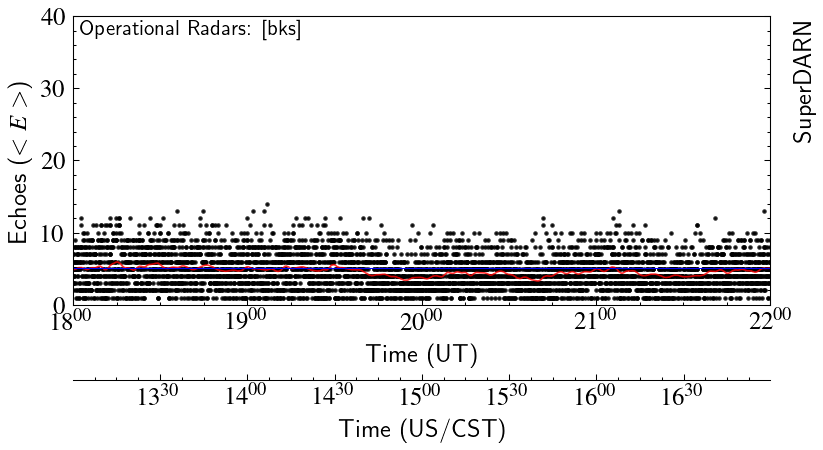 Operational Radars: [bks]
SuperDARN
Echoes (< E >)
40
30
20
10
0
18⁰⁰ 19⁰⁰ 20⁰⁰ 21⁰⁰ 22⁰⁰
Time (UT)
13³⁰ 14⁰⁰ 14³⁰ 15⁰⁰ 15³⁰ 16⁰⁰ 16³⁰
Time (US/CST)